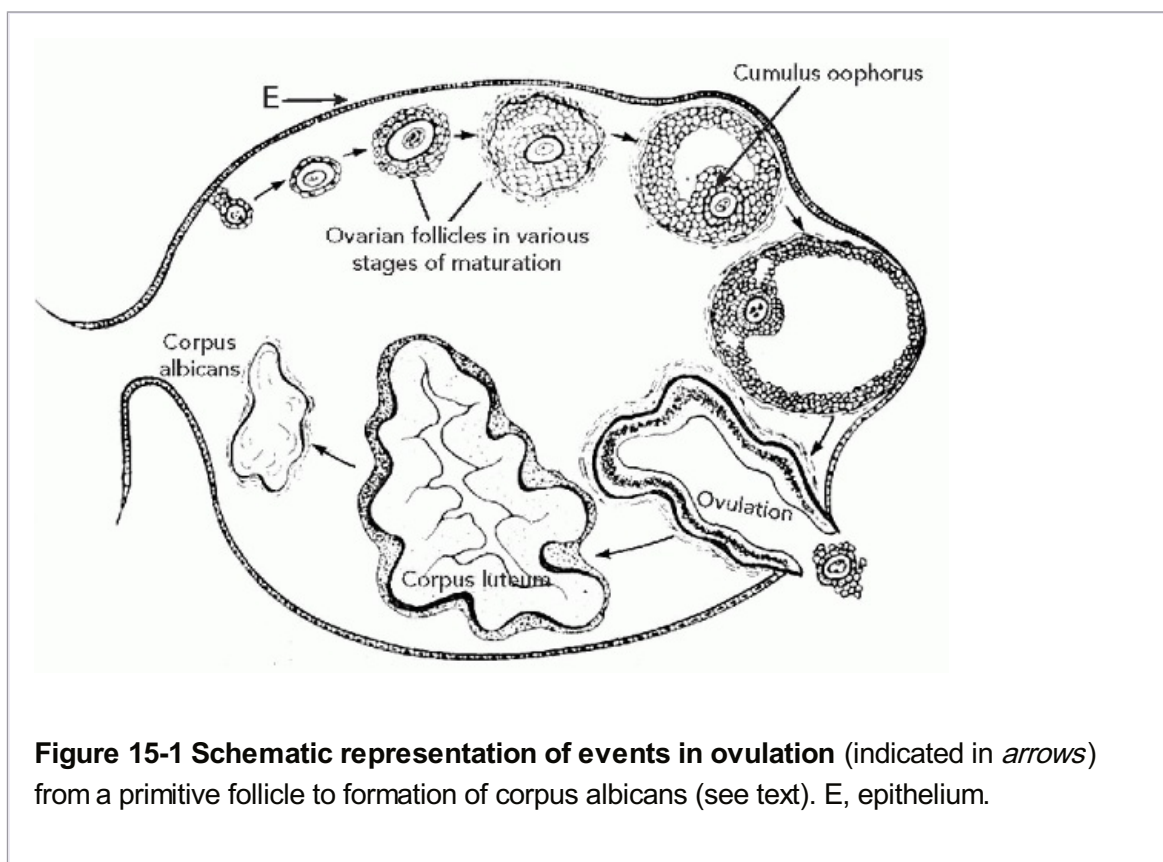 Cumulus oophorus
E
Ovarian follicles in various
stages of maturation
Corpus
albicans
Ovulation
Corpus luteum
Figure 15-1 Schematic representation of events in ovulation (indicated in arrows)
from a primitive follicle to formation of corpus albicans (see text). E, epithelium.